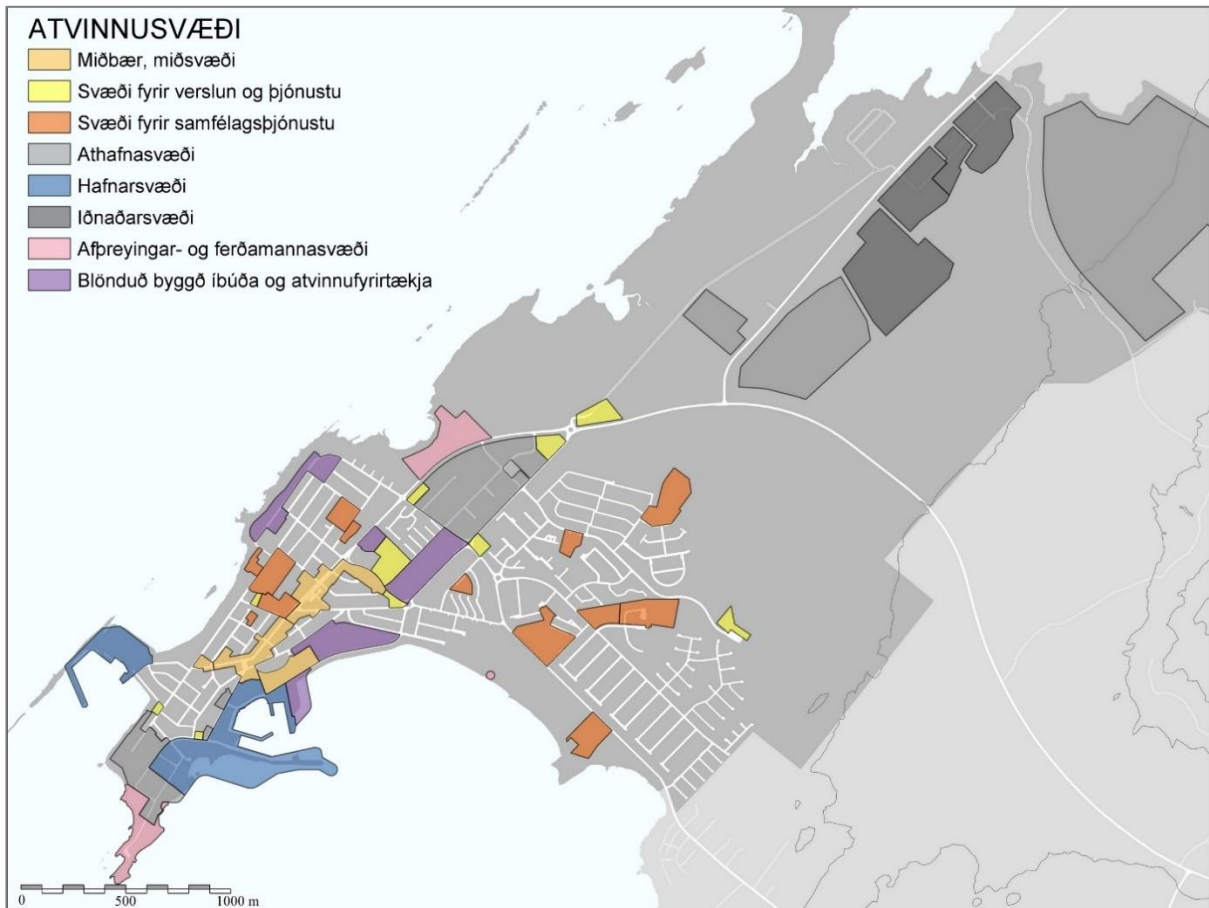 ATVINNUSVÆÐI
Miðbær, miðsvæði
Svæði fyrir verslun og þjónustu
Svæði fyrir samfélagsþjónustu
Athafnasvæði
Hafnarsvæði
Iðnaðarsvæði
Afþreyingar- og ferðamannasvæði
Blönduð byggð íbúða og atvinnufyrirtækja
0 500 1000 m